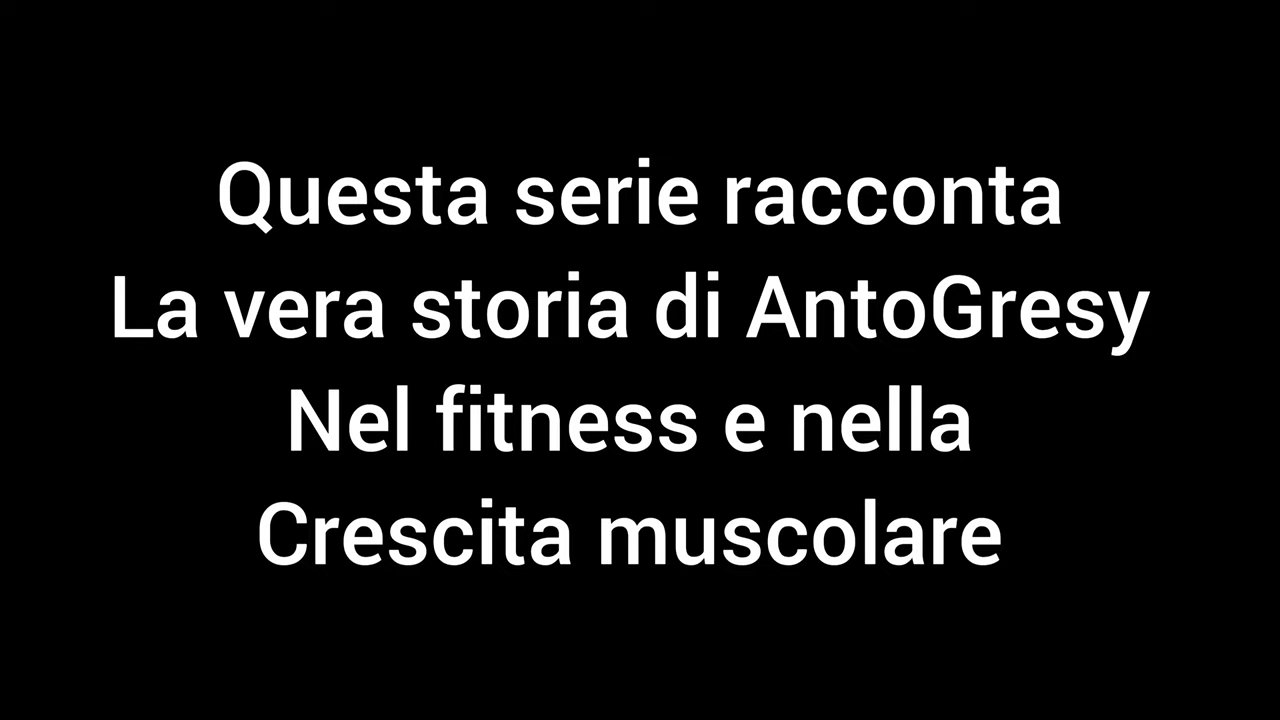 Questa serie racconta
La vera storia di AntoGresy
Nel fitness e nella
Crescita muscolare